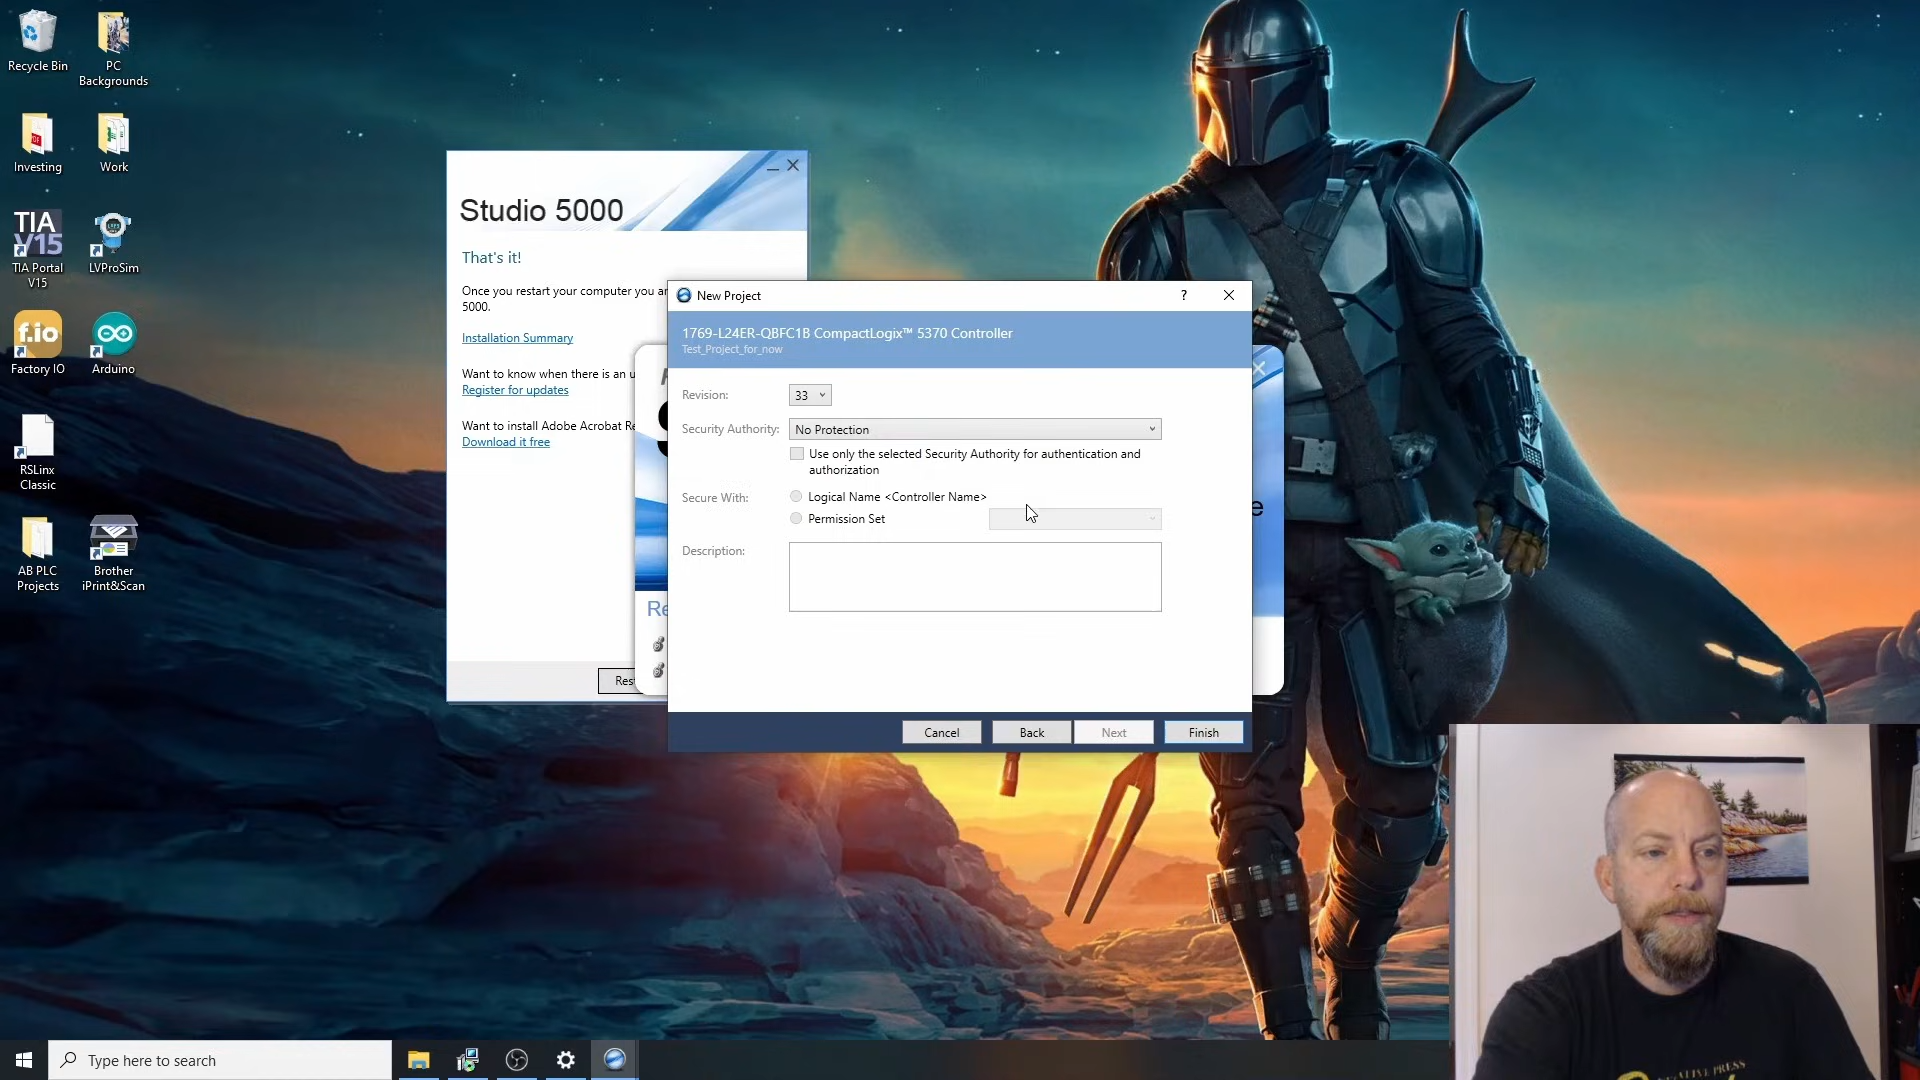 Recycle Bin
PC
Backgrounds
Investing
Work
TIA
V15
TIA Portal
V15
LVProSim
f.io
Factory IO
Arduino
RSLinx
Classic
AB PLC
Projects
Brother
iPrint&Scan
Studio 5000
That's it!
Once you restart your computer you
5000.
Installation Summary
Want to know when there is an
Register for updates
Want to install Adobe Acrobat
Download it free
New Project
?
1769-L24ER-QBFC1B CompactLogix™ 5370 Controller
Test_Project_for_now
Revision:
33
Security Authority:
No Protection
Use only the selected Security Authority for authentication and
authorization
Secure With:
Logical Name <Controller Name>
Permission Set
Description:
Cancel
Back
Next
Finish
Type here to search